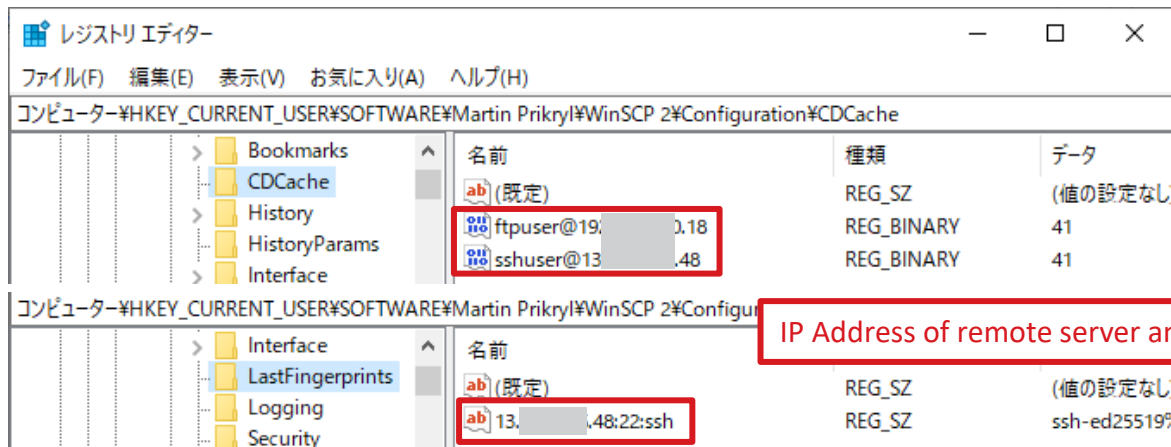 レジストリ エディター
ファイル(F) 編集(E) 表示(V) お気に入り(A) ヘルプ(H)
コンピューター¥HKEY_CURRENT_USER¥SOFTWARE¥Martin Prikryl¥WinSCP 2¥Configuration¥CDCache
Bookmarks
CDCache
History
HistoryParams
Interface
名前 種類 データ
(既定) REG_SZ (値の設定なし
ftpuser@192 0.18 REG_BINARY 41
sshuser@13 .48 REG_BINARY 41
コンピューター¥HKEY_CURRENT_USER¥SOFTWARE¥Martin Prikryl¥WinSCP 2¥Configur
IP Address of remote server
Interface
LastFingerprints
Logging
Security
名前
(既定) REG_SZ (値の設定なし
13. .48:22:ssh REG_SZ ssh-ed25519